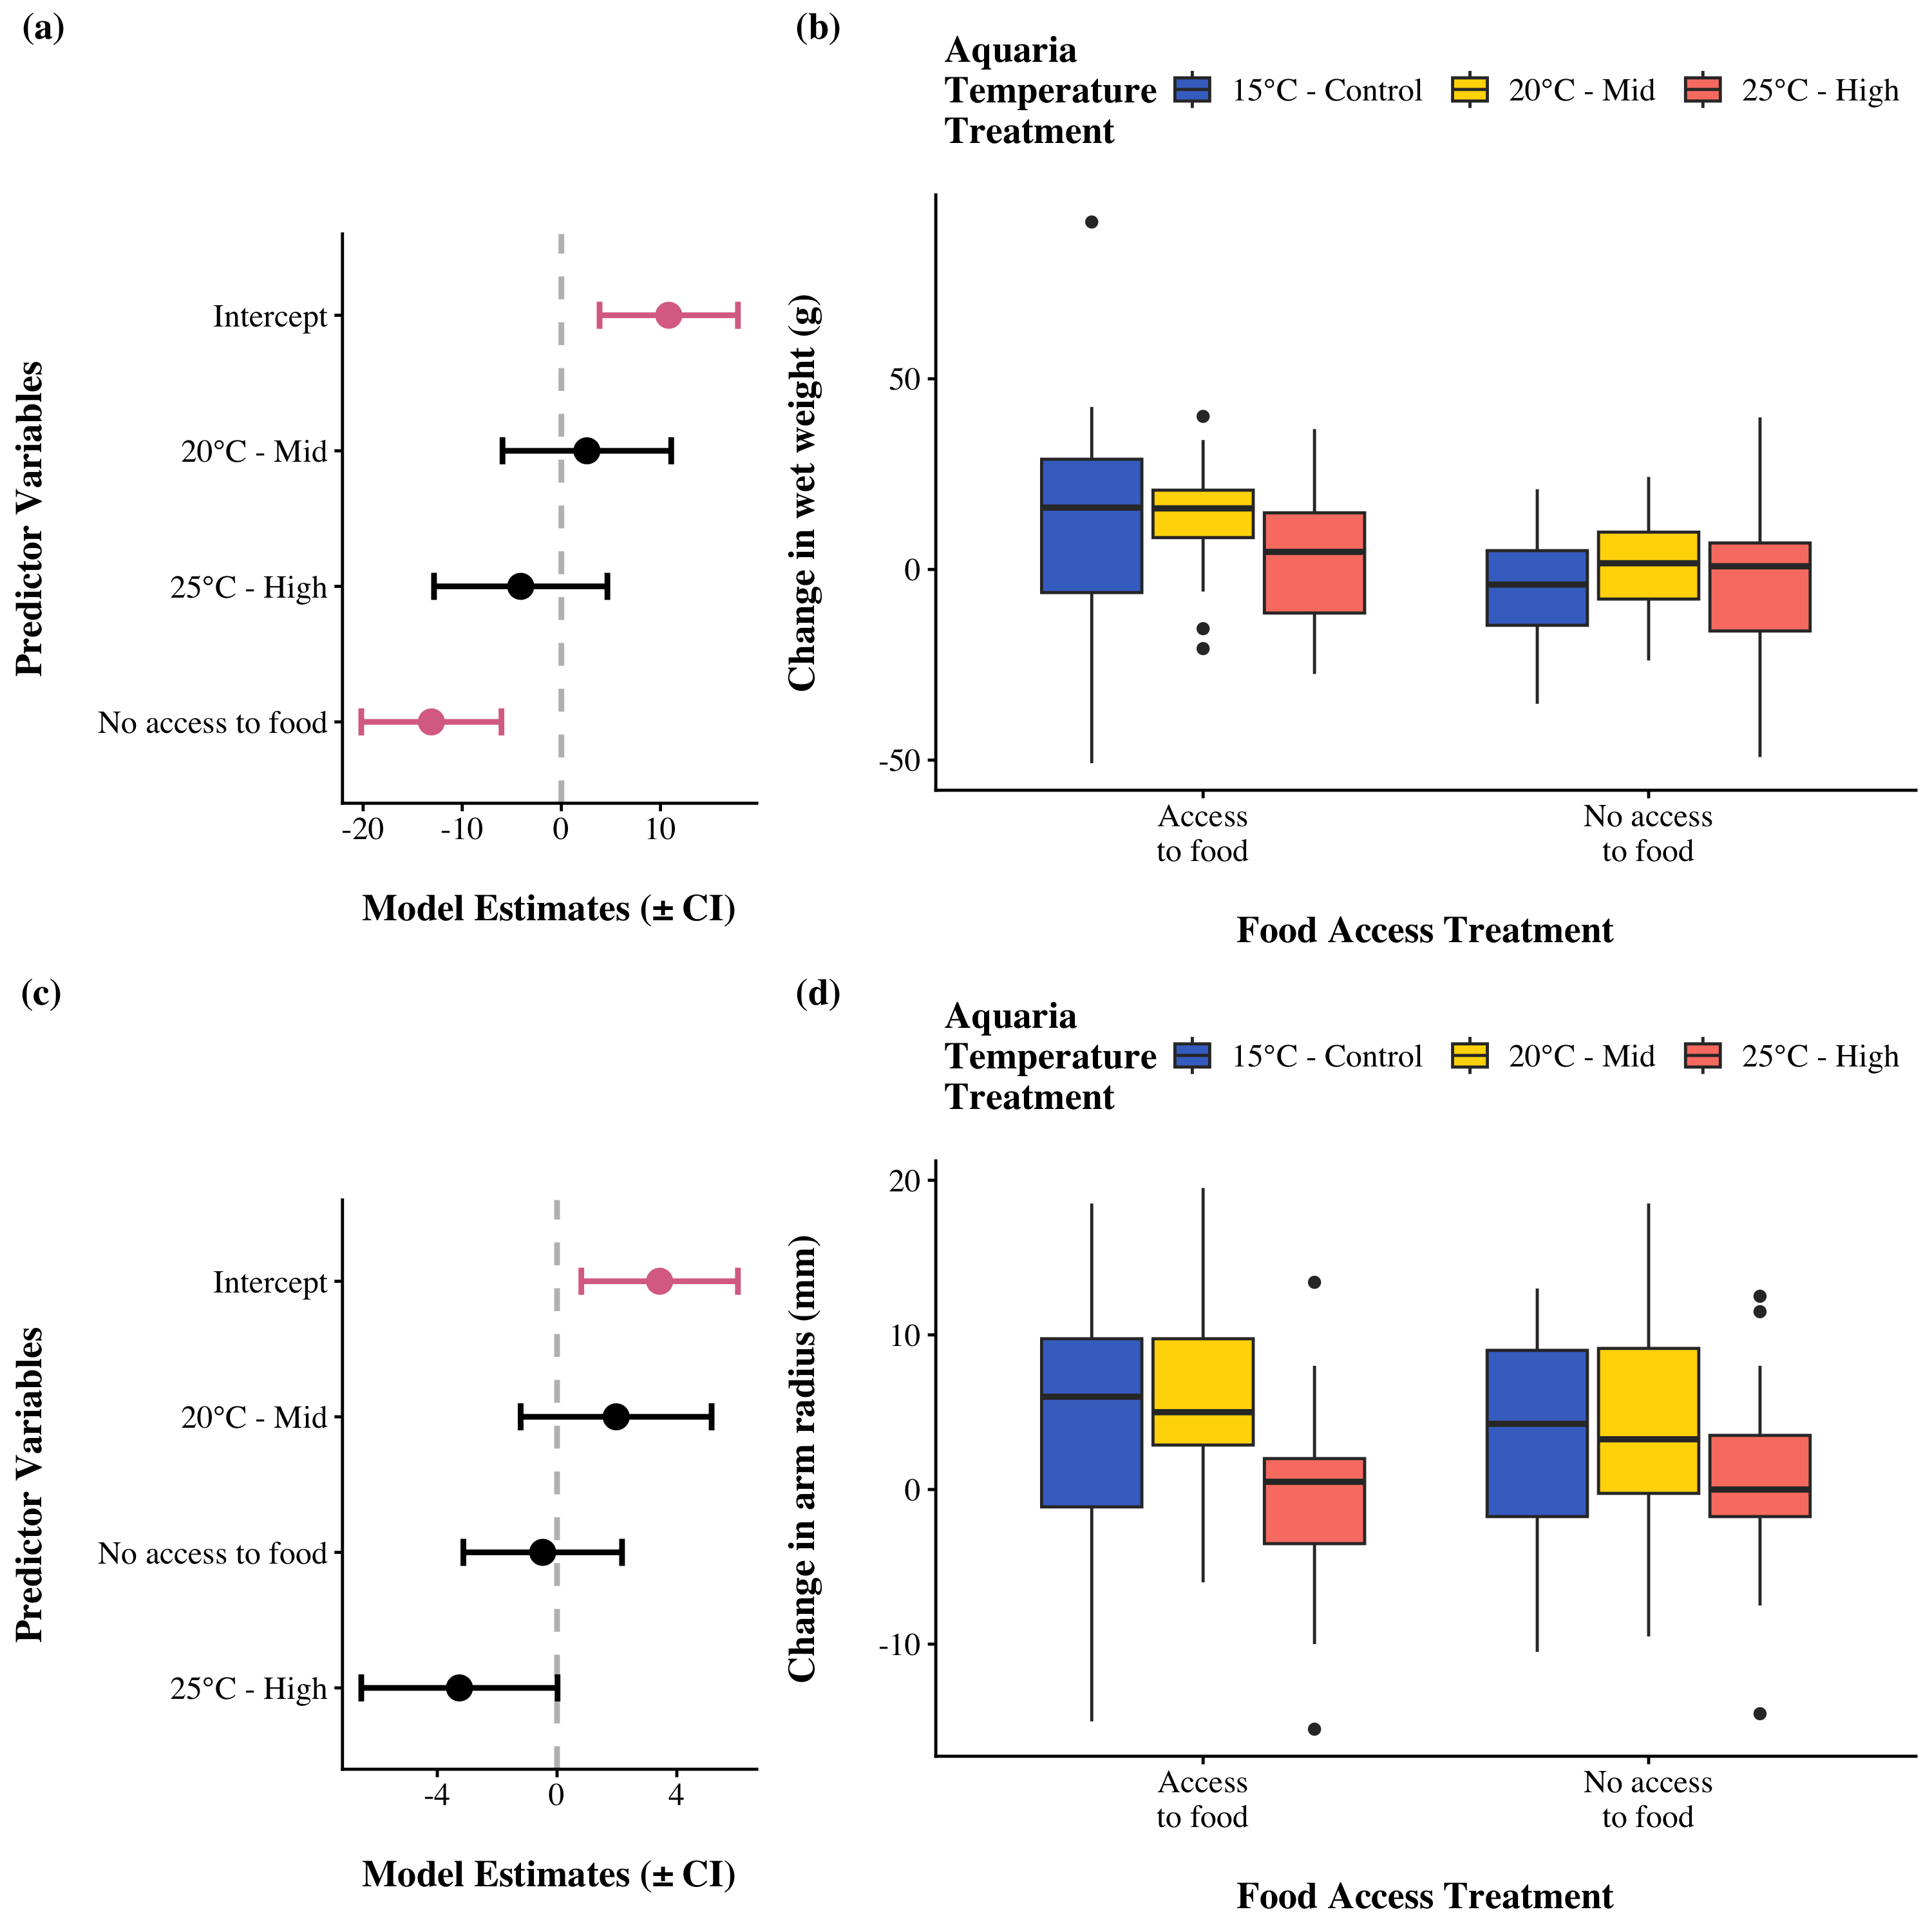 (a)
Predictor Variables
Intercept
20°C - Mid
25°C - High
No access to food
-20 -10 0 10
Model Estimates (± CI)
(b)
Aquaria
Temperature
Treatment
15°C - Control 20°C - Mid 25°C - High
Change in wet weight (g)
50
0
-50
Access
to food
No access
to food
Food Access Treatment
(c)
Predictor Variables
Intercept
20°C - Mid
No access to food
25°C - High
-4 0 4
Model Estimates (± CI)
(d)
Aquaria
Temperature
Treatment
15°C - Control 20°C - Mid 25°C - High
Change in arm radius (mm)
20
10
0
-10
Access
to food
No access
to food
Food Access Treatment